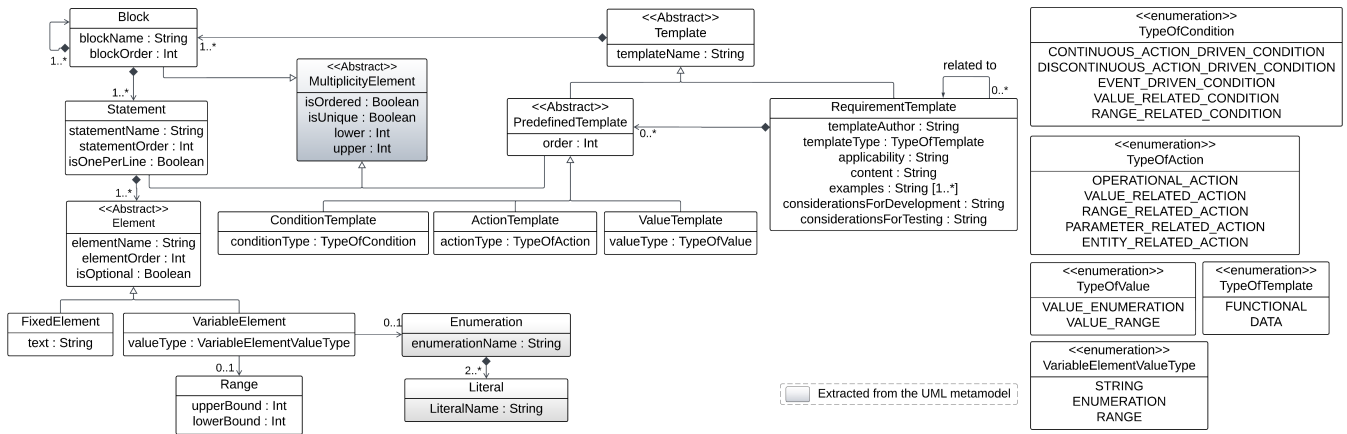 Block
blockName : String
blockOrder : Int
1..*
1..*
<<Abstract>>
Template
templateName : String
1..*
Statement
statementName : String
statementOrder : Int
isOnePerLine : Boolean
<<Abstract>>
MultiplicityElement
isOrdered : Boolean
isUnique : Boolean
lower : Int
upper : Int
<<Abstract>>
PredefinedTemplate
order : Int
0..*
related to
0..*
RequirementTemplate
templateAuthor : String
templateType : TypeOfTemplate
applicability : String
content : String
examples : String [1..*]
considerationsForDevelopment : String
considerationsForTesting : String
1..*
<<Abstract>>
Element
elementName : String
elementOrder : Int
isOptional : Boolean
ConditionTemplate
conditionType : TypeOfCondition
ActionTemplate
actionType : TypeOfAction
ValueTemplate
valueType : TypeOfValue
FixedElement
text : String
VariableElement
valueType : VariableElementValueType
0..1
Enumeration
enumerationName : String
0..1
Range
upperBound : Int
lowerBound : Int
2..*
Literal
LiteralName : String
Extracted from the UML metamodel
<<enumeration>>
TypeOfCondition
CONTINUOUS_ACTION_DRIVEN_CONDITION
DISCONTINUOUS_ACTION_DRIVEN_CONDITION
EVENT_DRIVEN_CONDITION
VALUE_RELATED_CONDITION
RANGE_RELATED_CONDITION
<<enumeration>>
TypeOfAction
OPERATIONAL_ACTION
VALUE_RELATED_ACTION
RANGE_RELATED_ACTION
PARAMETER_RELATED_ACTION
ENTITY_RELATED_ACTION
<<enumeration>>
TypeOfValue
VALUE_ENUMERATION
VALUE_RANGE
<<enumeration>>
TypeOfTemplate
FUNCTIONAL
DATA
<<enumeration>>
VariableElementValueType
STRING
ENUMERATION
RANGE